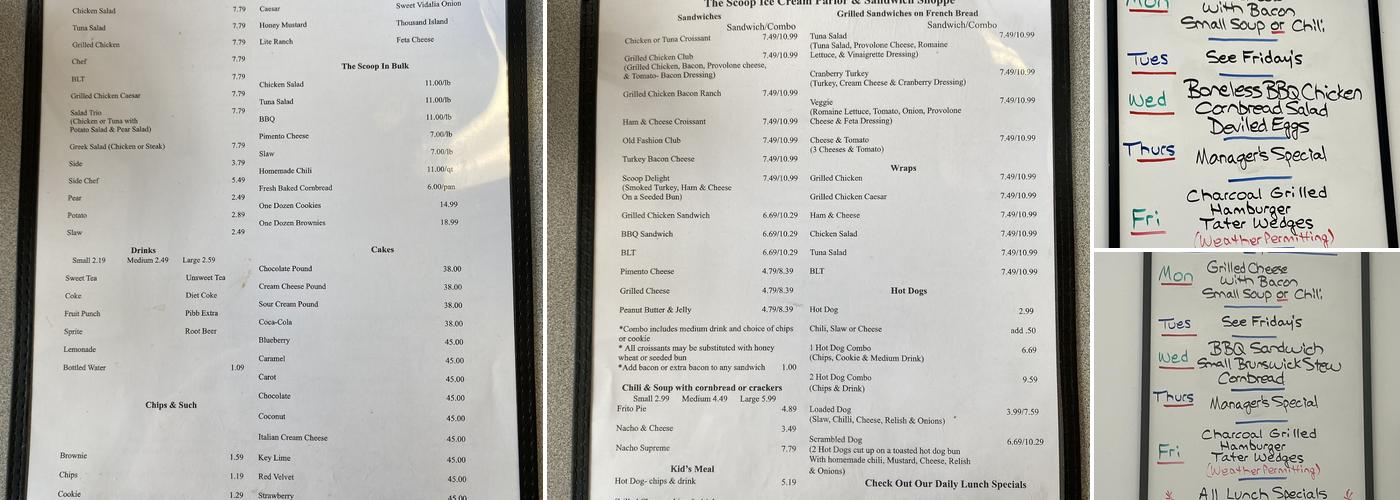 Chicken Salad 7.79
Tuna Salad 7.79
Grilled Chicken 7.79
Chef 7.79
BLT 7.79
Grilled Chicken Caesar 7.79
Salad Trio 7.79
(Chicken or Tuna with
Potato Salad & Pear Salad)
Greek Salad (Chicken or Steak) 7.79
Side 3.79
Side Chef 5.49
Pear 2.49
Potato 2.89
Slaw 2.49
Drinks
Small 2.19 Medium 2.49 Large 2.59
Sweet Tea Unsweet Tea
Coke Diet Coke
Fruit Punch Pibb Extra
Sprite Root Beer
Lemonade
Bottled Water 1.09
Chips & Such
Brownie 1.59
Chips 1.19
Cookie 1.29
Caesar Sweet Vidalia Onion
Honey Mustard Thousand Island
Lite Ranch Feta Cheese
The Scoop In Bulk
Chicken Salad 11.00/lb
Tuna Salad 11.00/lb
BBQ 11.00/lb
Pimento Cheese 7.00/lb
Slaw 7.00/lb
Homemade Chili 11.00/qt
Fresh Baked Cornbread 6.00/pan
One Dozen Cookies 14.99
One Dozen Brownies 18.99
Cakes
Chocolate Pound 38.00
Cream Cheese Pound 38.00
Sour Cream Pound 38.00
Coca-Cola 38.00
Blueberry 45.00
Caramel 45.00
Carot 45.00
Chocolate 45.00
Coconut 45.00
Italian Cream Cheese 45.00
Key Lime 45.00
Red Velvet 45.00
Strawberry 45.00
The Scoop Ice Cream Parlor & Sandwich Shoppe
Sandwiches
Sandwich/Combo
Chicken or Tuna Croissant 7.49/10.99
Grilled Chicken Club 7.49/10.99
(Grilled Chicken, Bacon, Provolone cheese,
& Tomato- Bacon Dressing)
Grilled Chicken Bacon Ranch 7.49/10.99
Ham & Cheese Croissant 7.49/10.99
Old Fashion Club 7.49/10.99
Turkey Bacon Cheese 7.49/10.99
Scoop Delight 7.49/10.99
(Smoked Turkey, Ham & Cheese
On a Seeded Bun)
Grilled Chicken Sandwich 6.69/10.29
BBQ Sandwich 6.69/10.29
BLT 6.69/10.29
Pimento Cheese 4.79/8.39
Grilled Cheese 4.79/8.39
Peanut Butter & Jelly 4.79/8.39
*Combo includes medium drink and choice of chips
or cookie
* All croissants may be substituted with honey
wheat or seeded bun
*Add bacon or extra bacon to any sandwich 1.00
Chili & Soup with cornbread or crackers
Small 2.99 Medium 4.49 Large 5.99
Frito Pie 4.89
Nacho & Cheese 3.49
Nacho Supreme 7.79
Kid's Meal
Hot Dog- chips & drink 5.19
Grilled Sandwiches on French Bread
Sandwich/Combo
Tuna Salad 7.49/10.99
(Tuna Salad, Provolone Cheese, Romaine
Lettuce, & Vinaigrette Dressing)
Cranberry Turkey 7.49/10.99
(Turkey, Cream Cheese & Cranberry Dressing)
Veggie 7.49/10.99
(Romaine Lettuce, Tomato, Onion, Provolone
Cheese & Feta Dressing)
Cheese & Tomato 7.49/10.99
(3 Cheeses & Tomato)
Wraps
Grilled Chicken 7.49/10.99
Grilled Chicken Caesar 7.49/10.99
Ham & Cheese 7.49/10.99
Chicken Salad 7.49/10.99
Tuna Salad 7.49/10.99
BLT 7.49/10.99
Hot Dogs
Hot Dog 2.99
Chili, Slaw or Cheese add .50
1 Hot Dog Combo 6.69
(Chips, Cookie & Medium Drink)
2 Hot Dog Combo 9.59
(Chips & Drink)
Loaded Dog 3.99/7.59
(Slaw, Chilli, Cheese, Relish & Onions)
Scrambled Dog 6.69/10.29
(2 Hot Dogs cut up on a toasted hot dog bun
With homemade chili, Mustard, Cheese, Relish
& Onions)
Check Out Our Daily Lunch Specials
Mon With Bacon
Small Soup or Chili
Tues See Friday's
Wed Boneless BBQ Chicken
Cornbread Salad
Deviled Eggs
Thurs Manager's Special
Fri Charcoal Grilled
Hamburger
Tater Wedges
(Weather Permitting)
Mon Grilled Cheese
With Bacon
Small Soup or Chili
Tues See Friday's
Wed BBQ Sandwich
Small Brunswick Stew
Cornbread
Thurs Manager's Special
Fri Charcoal Grilled
Hamburger
Tater Wedges
(Weather Permitting)
* All Lunch Specials *